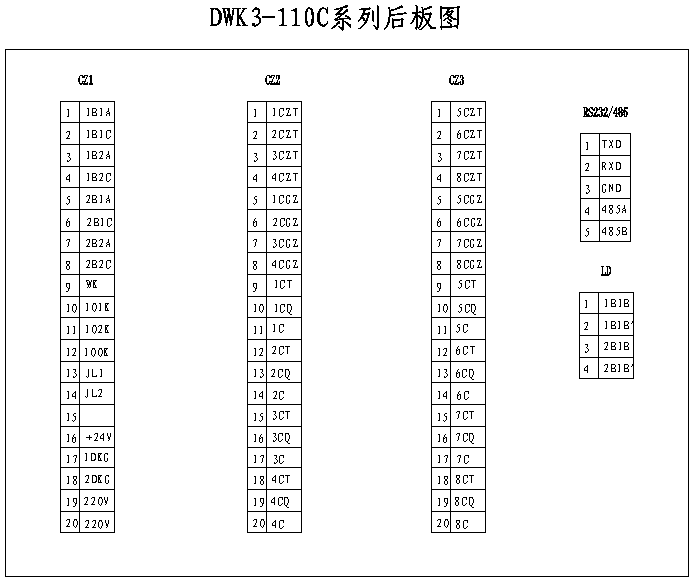 DWK3-110C系列后板图
CZ1
1 1B1A
2 1B1C
3 1B2A
4 1B2C
5 2B1A
6 2B1C
7 2B2A
8 2B2C
9 WK
10 101K
11 102K
12 100K
13 JL1
14 JL2
15
16 +24V
17 1DKG
18 2DKG
19 220V
20 220V
CZ2
1 1CZT
2 2CZT
3 3CZT
4 4CZT
5 1CGZ
6 2CGZ
7 3CGZ
8 4CGZ
9 1CT
10 1CQ
11 1C
12 2CT
13 2CQ
14 2C
15 3CT
16 3CQ
17 3C
18 4CT
19 4CQ
20 4C
CZ3
1 5CZT
2 6CZT
3 7CZT
4 8CZT
5 5CGZ
6 6CGZ
7 7CGZ
8 8CGZ
9 5CT
10 5CQ
11 5C
12 6CT
13 6CQ
14 6C
15 7CT
16 7CQ
17 7C
18 8CT
19 8CQ
20 8C
RS232/485
1 TXD
2 RXD
3 GND
4 485A
5 485B
LD
1 1B1B
2 1B1B'
3 2B1B
4 2B1B'